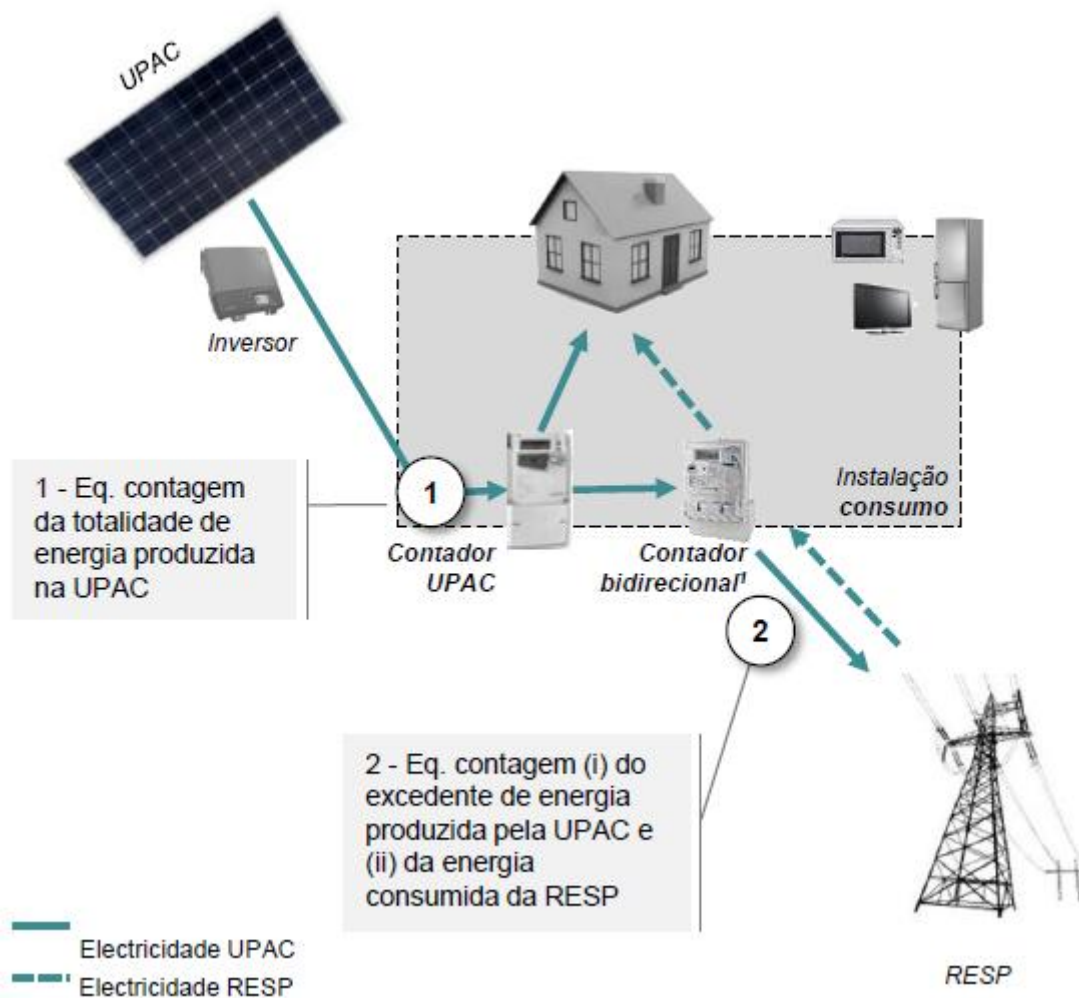 UPAC
Inversor
1 - Eq. contagem
da totalidade de
energia produzida
na UPAC
1
Contador
UPAC
Contador
bidirecional¹
Instalação
consumo
2
2 - Eq. contagem (i) do
excedente de energia
produzida pela UPAC e
(ii) da energia
consumida da RESP
Electricidade UPAC
Electricidade RESP
RESP